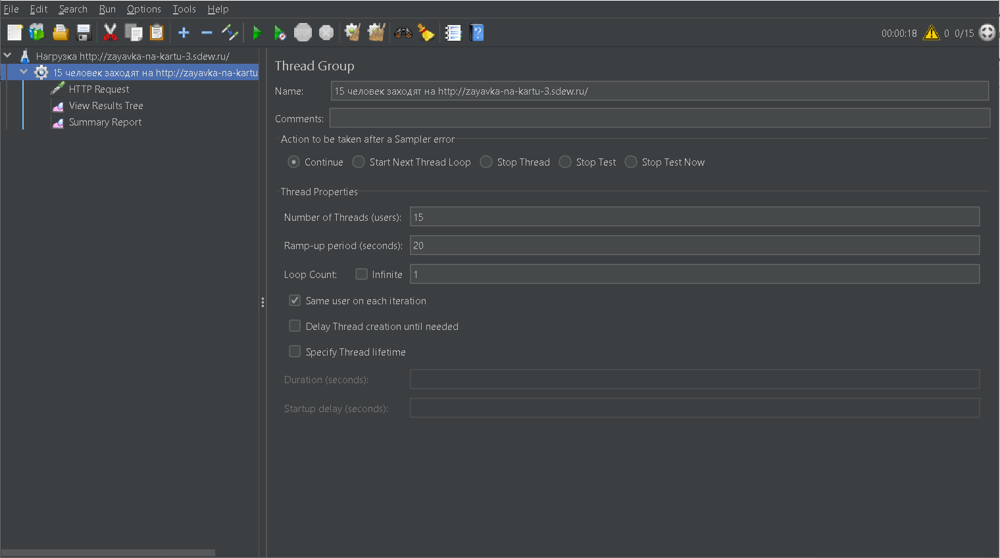 File Edit Search Run Options Tools Help
00:00:18 0 0/15
Нагрузка http://zayavka-na-kartu-3.sdew.ru/
15 человек заходят на http://zayavka-na-kartu
HTTP Request
View Results Tree
Summary Report
Thread Group
Name: 15 человек заходят на http://zayavka-na-kartu-3.sdew.ru/
Comments:
Action to be taken after a Sampler error
Continue Start Next Thread Loop Stop Thread Stop Test Stop Test Now
Thread Properties
Number of Threads (users): 15
Ramp-up period (seconds): 20
Loop Count: Infinite 1
Same user on each iteration
Delay Thread creation until needed
Specify Thread lifetime
Duration (seconds):
Startup delay (seconds):